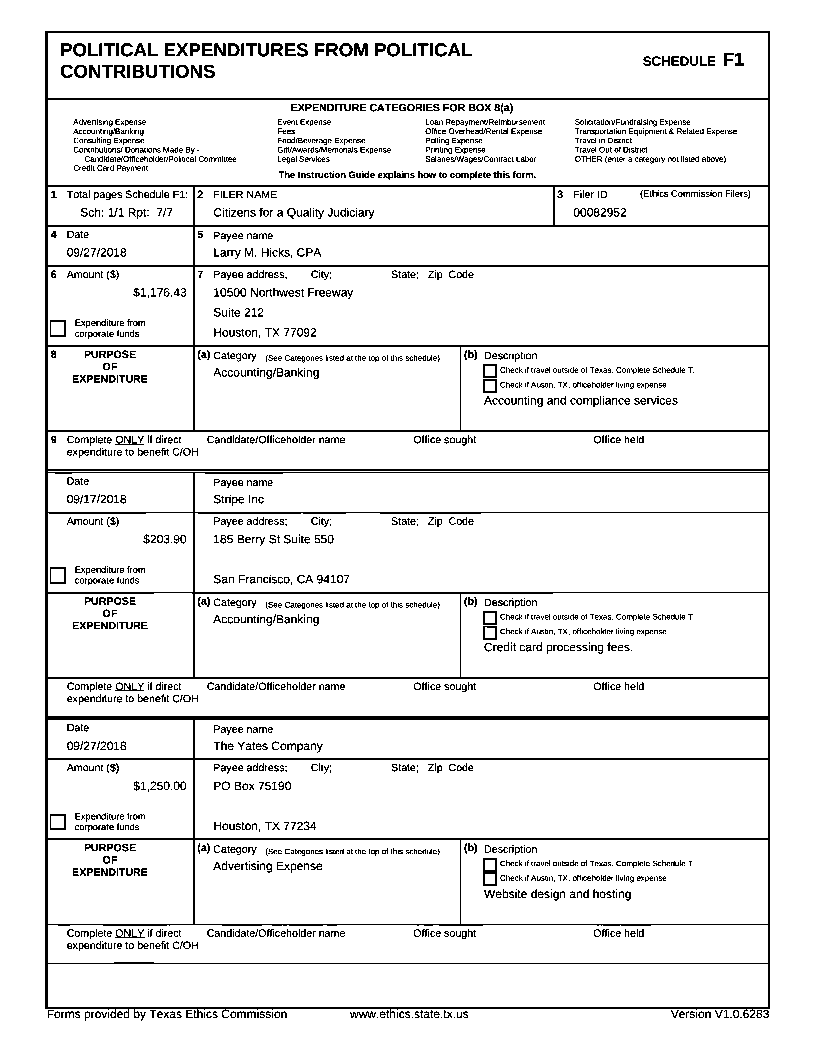 POLITICAL EXPENDITURES FROM POLITICAL
CONTRIBUTIONS
SCHEDULE F1
EXPENDITURE CATEGORIES FOR BOX 8(a)
Advertising Expense
Accounting/Banking
Consulting Expense
Contributions/ Donations Made By -
Candidate/Officeholder/Political Committee
Credit Card Payment
Event Expense
Fees
Food/Beverage Expense
Gift/Awards/Memorials Expense
Legal Services
Loan Repayment/Reimbursement
Office Overhead/Rental Expense
Polling Expense
Printing Expense
Salaries/Wages/Contract Labor
Solicitation/Fundraising Expense
Transportation Equipment & Related Expense
Travel in District
Travel Out of District
OTHER (enter a category not listed above)
The Instruction Guide explains how to complete this form.
1 Total pages Schedule F1:
Sch: 1/1 Rpt: 7/7
2 FILER NAME
Citizens for a Quality Judiciary
3 Filer ID (Ethics Commission Filers)
00082952
4 Date
09/27/2018
5 Payee name
Larry M. Hicks, CPA
6 Amount ($)
$1,176.43
Expenditure from
corporate funds
7 Payee address; City; State; Zip Code
10500 Northwest Freeway
Suite 212
Houston, TX 77092
8 PURPOSE
OF
EXPENDITURE
(a) Category (See Categories listed at the top of this schedule)
Accounting/Banking
(b) Description
Check if travel outside of Texas. Complete Schedule T.
Check if Austin, TX, officeholder living expense
Accounting and compliance services
9 Complete ONLY if direct
expenditure to benefit C/OH
Candidate/Officeholder name Office sought Office held
Date
09/17/2018
Payee name
Stripe Inc
Amount ($)
$203.90
Expenditure from
corporate funds
Payee address; City; State; Zip Code
185 Berry St Suite 550
San Francisco, CA 94107
PURPOSE
OF
EXPENDITURE
(a) Category (See Categories listed at the top of this schedule)
Accounting/Banking
(b) Description
Check if travel outside of Texas. Complete Schedule T
Check if Austin, TX, officeholder living expense
Credit card processing fees.
Complete ONLY if direct
expenditure to benefit C/OH
Candidate/Officeholder name Office sought Office held
Date
09/27/2018
Payee name
The Yates Company
Amount ($)
$1,250.00
Expenditure from
corporate funds
Payee address; City; State; Zip Code
PO Box 75190
Houston, TX 77234
PURPOSE
OF
EXPENDITURE
(a) Category (See Categories listed at the top of this schedule)
Advertising Expense
(b) Description
Check if travel outside of Texas. Complete Schedule T
Check if Austin, TX, officeholder living expense
Website design and hosting
Complete ONLY if direct
expenditure to benefit C/OH
Candidate/Officeholder name Office sought Office held
Forms provided by Texas Ethics Commission www.ethics.state.tx.us Version V1.0.6283